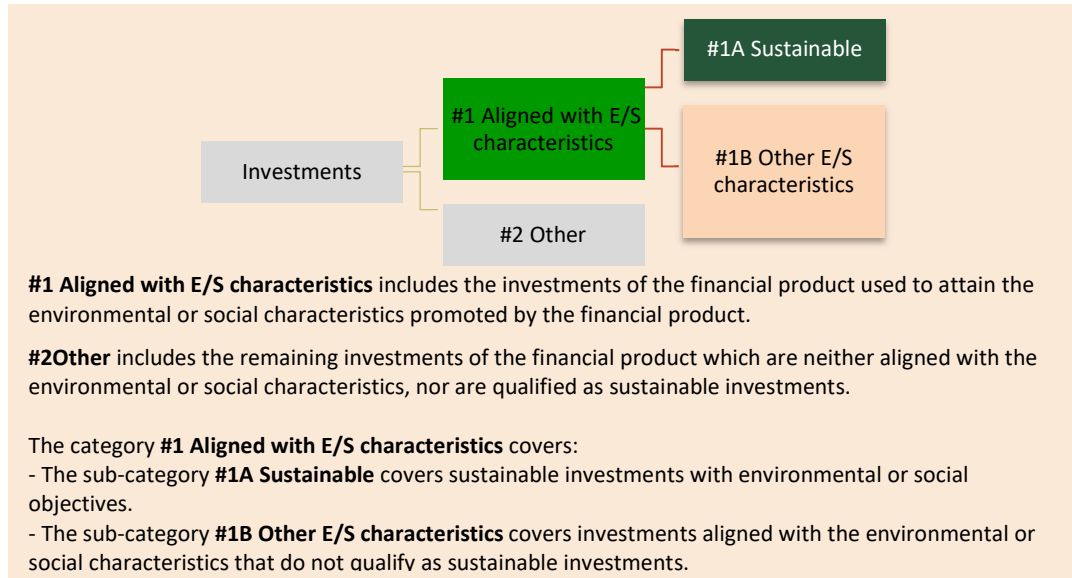 #1A Sustainable
#1 Aligned with E/S
characteristics
Investments
#1B Other E/S
characteristics
#2 Other
#1 Aligned with E/S characteristics includes the investments of the financial product used to attain the
environmental or social characteristics promoted by the financial product.
#2Other includes the remaining investments of the financial product which are neither aligned with the
environmental or social characteristics, nor are qualified as sustainable investments.
The category #1 Aligned with E/S characteristics covers:
- The sub-category #1A Sustainable covers sustainable investments with environmental or social
objectives.
- The sub-category #1B Other E/S characteristics covers investments aligned with the environmental or
social characteristics that do not qualify as sustainable investments.